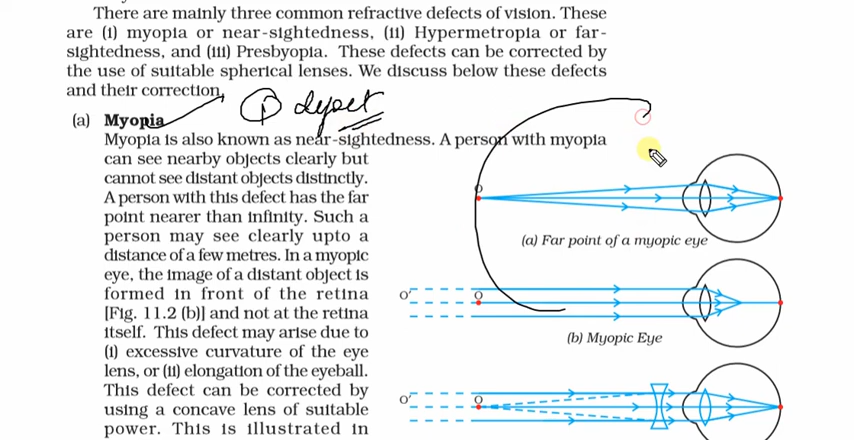 There are mainly three common refractive defects of vision. These
are (i) myopia or near-sightedness, (ii) Hypermetropia or far-
sightedness, and (iii) Presbyopia. These defects can be corrected by
the use of suitable spherical lenses. We discuss below these defects
and their correction.
(a) Myopia
Myopia is also known as near-sightedness. A person with myopia
can see nearby objects clearly but
cannot see distant objects distinctly.
A person with this defect has the far
point nearer than infinity. Such a
person may see clearly upto a
distance of a few metres. In a myopic
eye, the image of a distant object is
formed in front of the retina
[Fig. 11.2 (b)] and not at the retina
itself. This defect may arise due to
(i) excessive curvature of the eye
lens, or (ii) elongation of the eyeball.
This defect can be corrected by
using a concave lens of suitable
power. This is illustrated in
O
(a) Far point of a myopic eye
O' O
(b) Myopic Eye
O' O